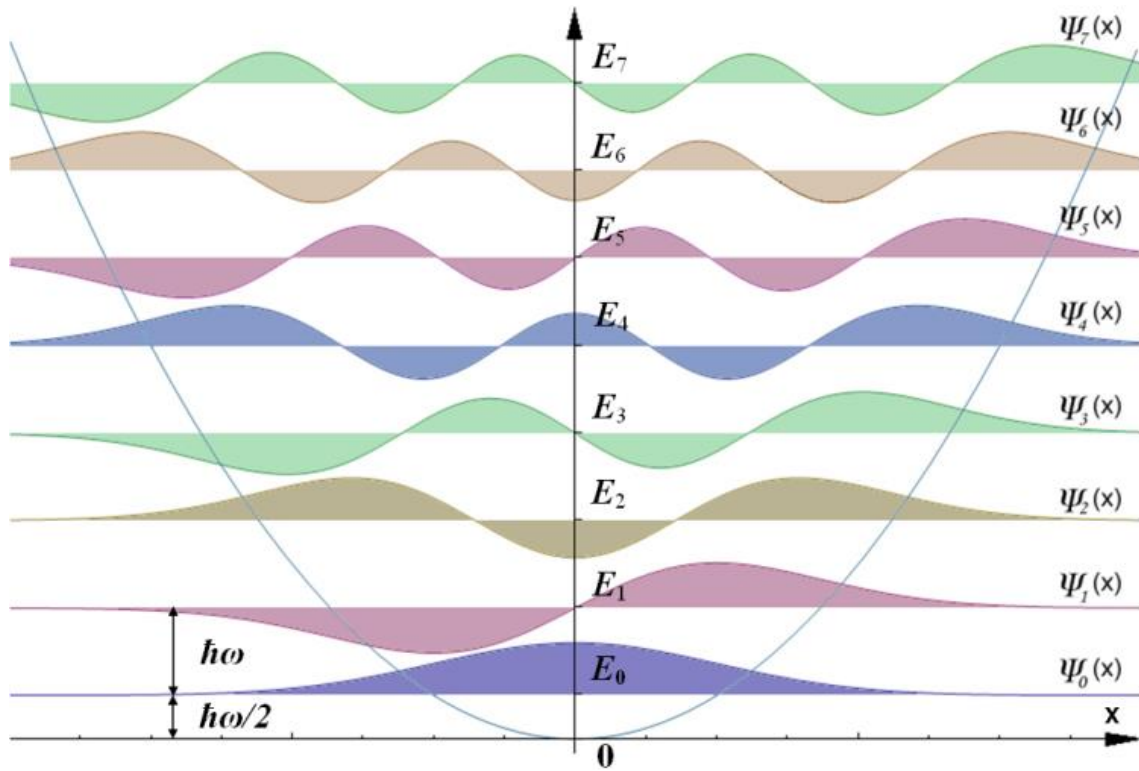 E₇ Ψ₇(x)
E₆ Ψ₆(x)
E₅ Ψ₅(x)
E₄ Ψ₄(x)
E₃ Ψ₃(x)
E₂ Ψ₂(x)
E₁ Ψ₁(x)
ħω
E₀ Ψ₀(x)
ħω/2
x
0